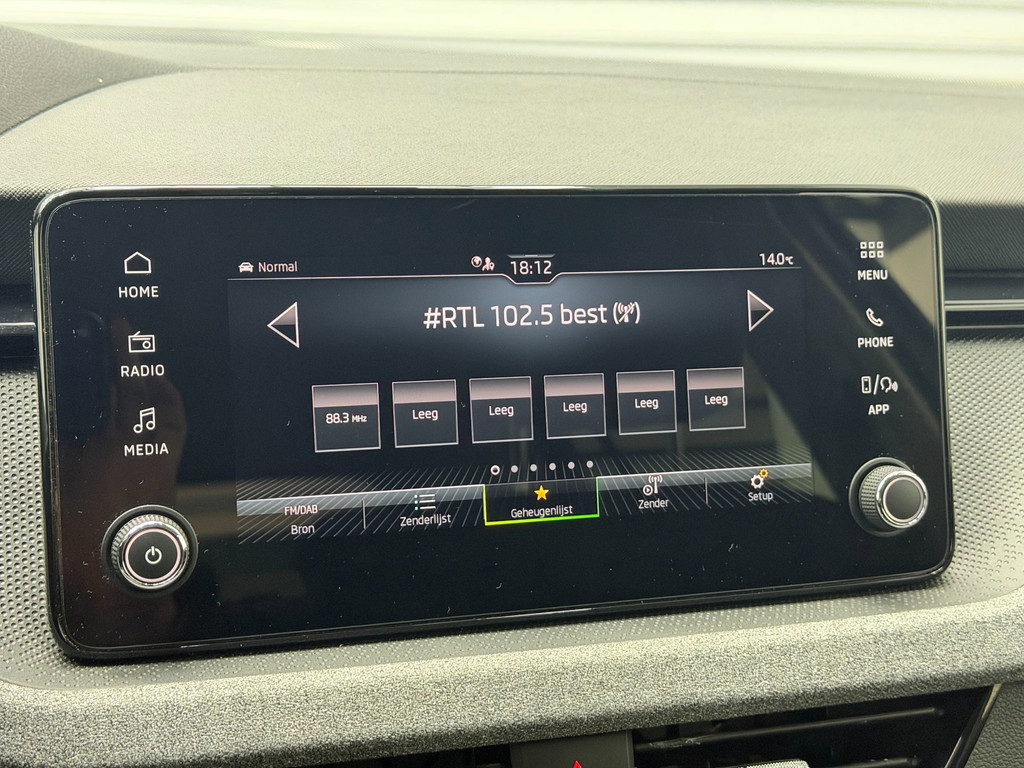 HOME
RADIO
MEDIA
Normal
18:12
14.0°C
#RTL 102.5 best
88.3 MHz
Leeg
Leeg
Leeg
Leeg
Leeg
FM/DAB
Bron
Zenderlijst
Geheugenlijst
Zender
Setup
MENU
PHONE
APP